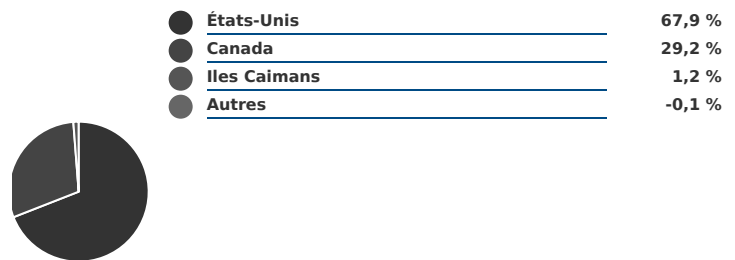 États-Unis 67,9 %
Canada 29,2 %
Iles Caimans 1,2 %
Autres -0,1 %